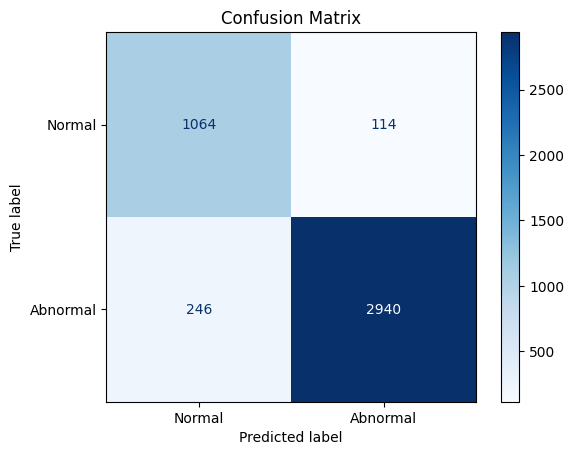 Confusion Matrix
Normal
1064
114
Abnormal
246
2940
Normal
Abnormal
Predicted label
True label
2500
2000
1500
1000
500